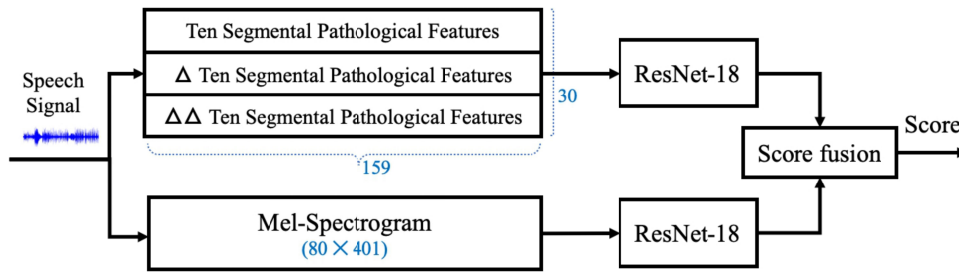 Speech
Signal
Ten Segmental Pathological Features
Δ Ten Segmental Pathological Features
ΔΔ Ten Segmental Pathological Features
30
159
ResNet-18
Mel-Spectrogram
(80 × 401)
ResNet-18
Score fusion
Score